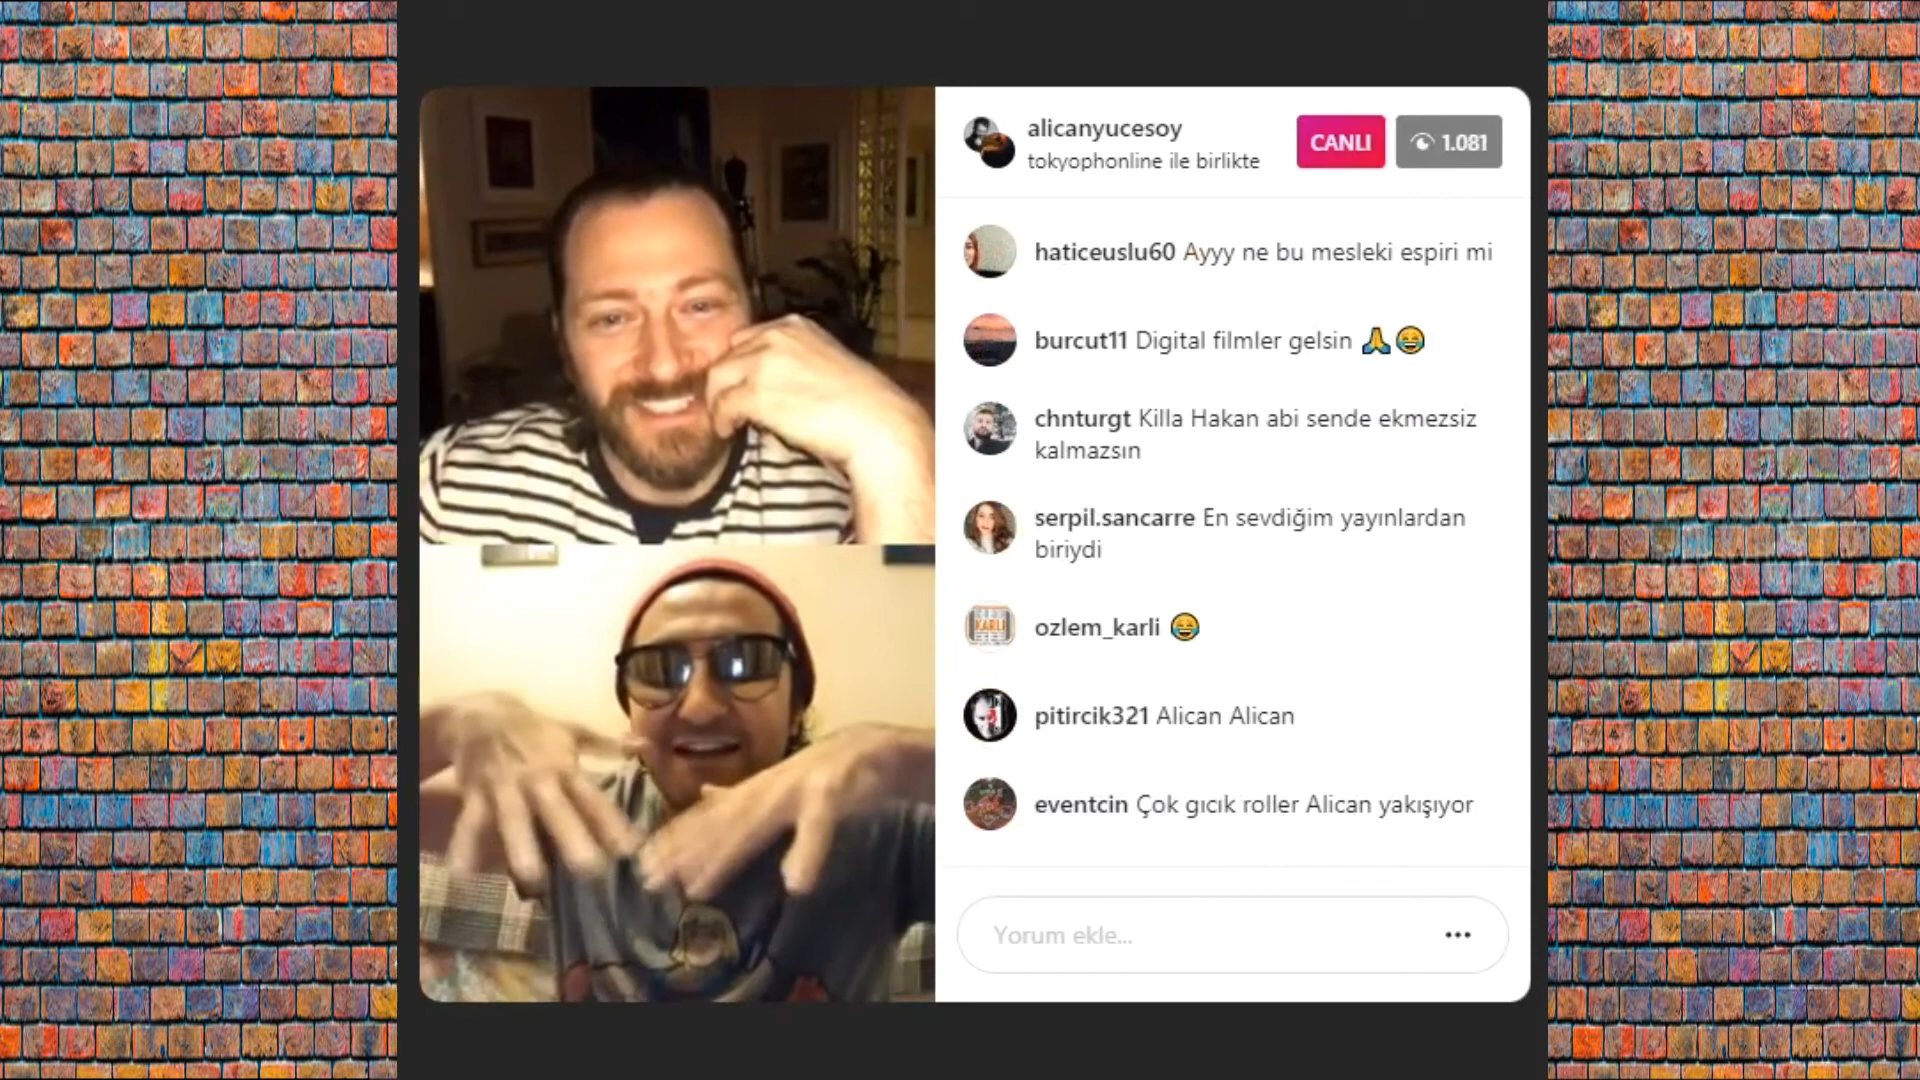 alicanyucesoy
tokyophonline ile birlikte
CANLI
1.081
haticeuslu60 Ayyy ne bu mesleki espiri mi
burcut11 Digital filmler gelsin 🙏😂
chnturgt Killa Hakan abi sende ekmezsiz
kalmazsın
serpil.sancarre En sevdiğim yayınlardan
biriydi
KARLI
ozlem_karli 😂
pitircik321 Alican Alican
eventcin Çok gıcık roller Alican yakışıyor
Yorum ekle...